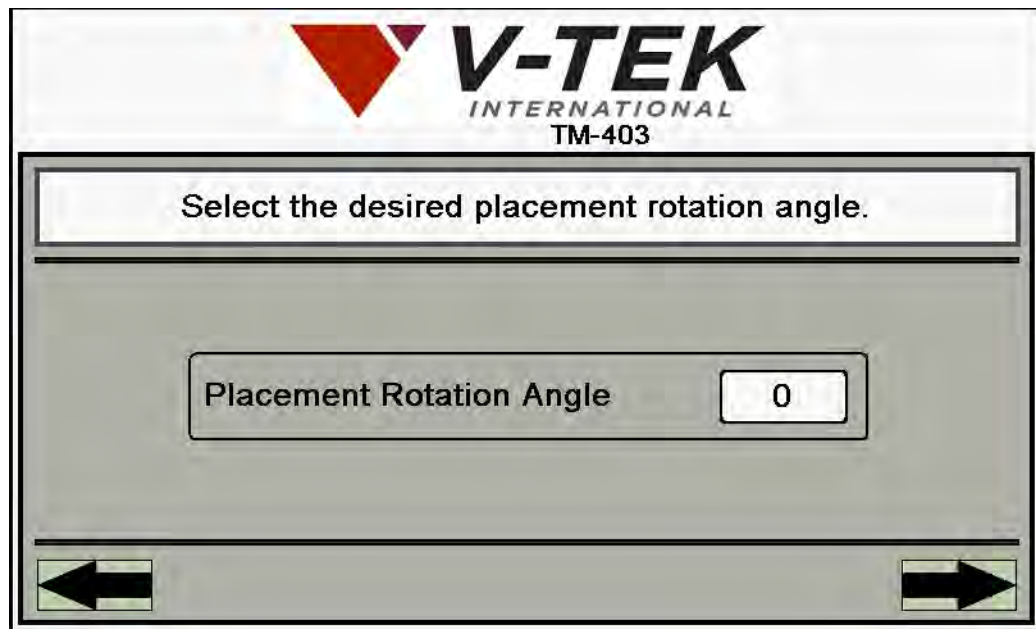 V-TEK
INTERNATIONAL
TM-403
Select the desired placement rotation angle.
Placement Rotation Angle 0